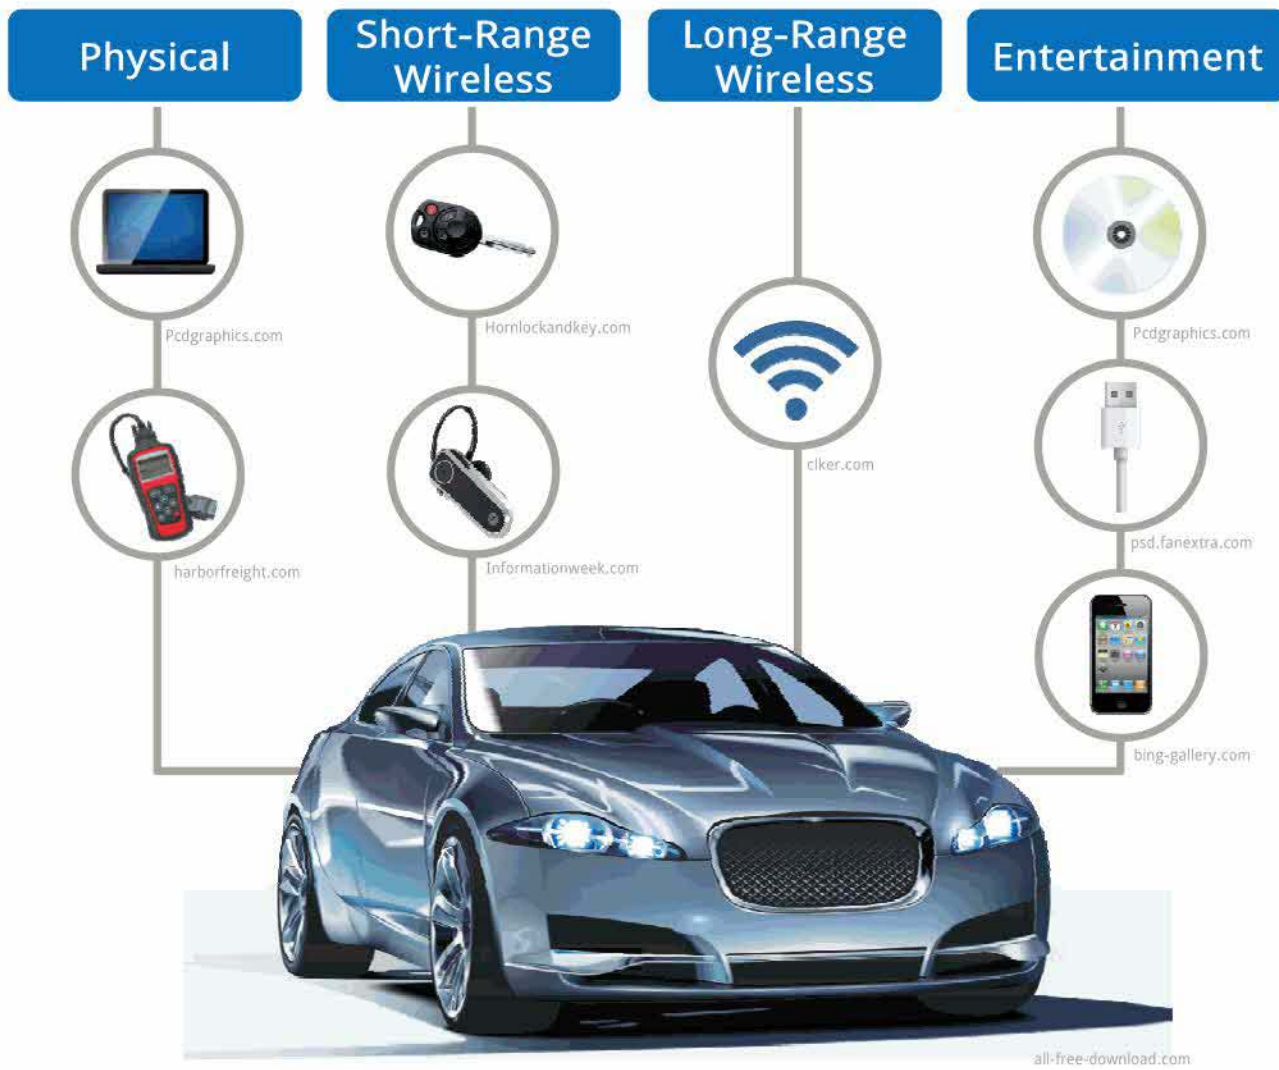 Physical
Short-Range
Wireless
Long-Range
Wireless
Entertainment
Pcdgraphics.com
Hornlockandkey.com
Pcdgraphics.com
clker.com
psd.fanextra.com
harborfreight.com
Informationweek.com
bing-gallery.com
all-free-download.com